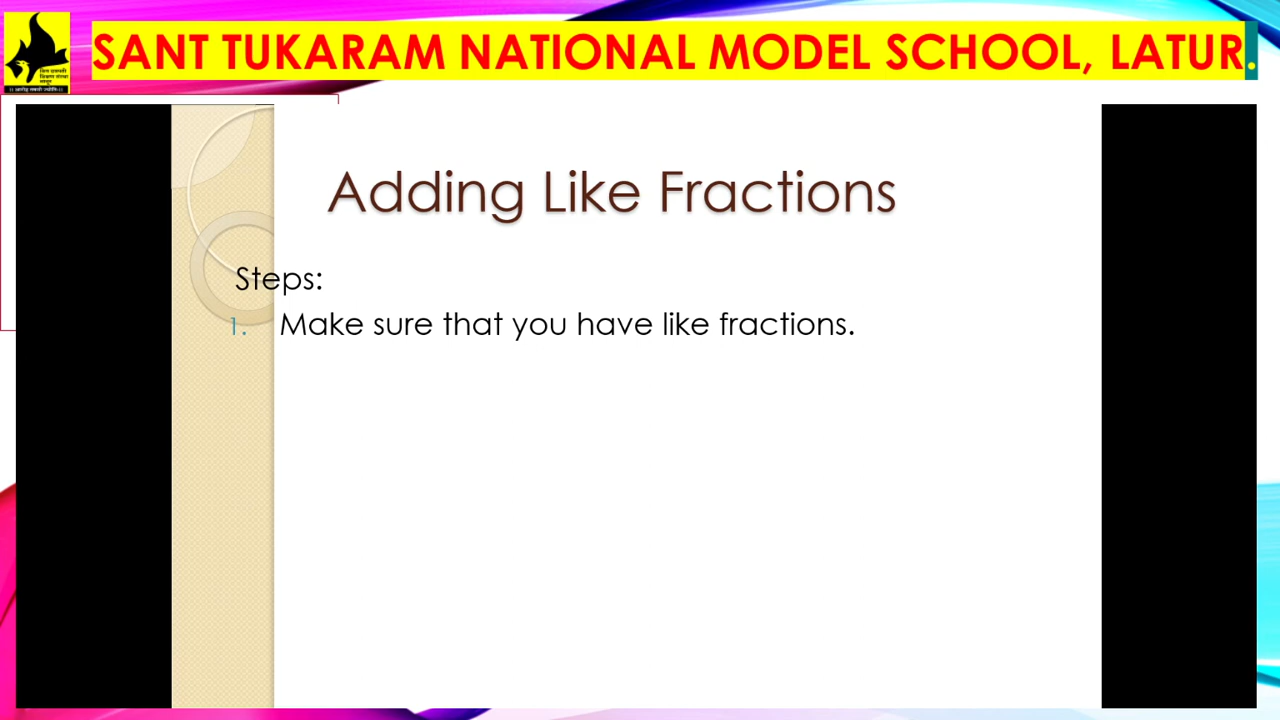 SANT TUKARAM NATIONAL MODEL SCHOOL, LATUR.
Adding Like Fractions
Steps:
1. Make sure that you have like fractions.